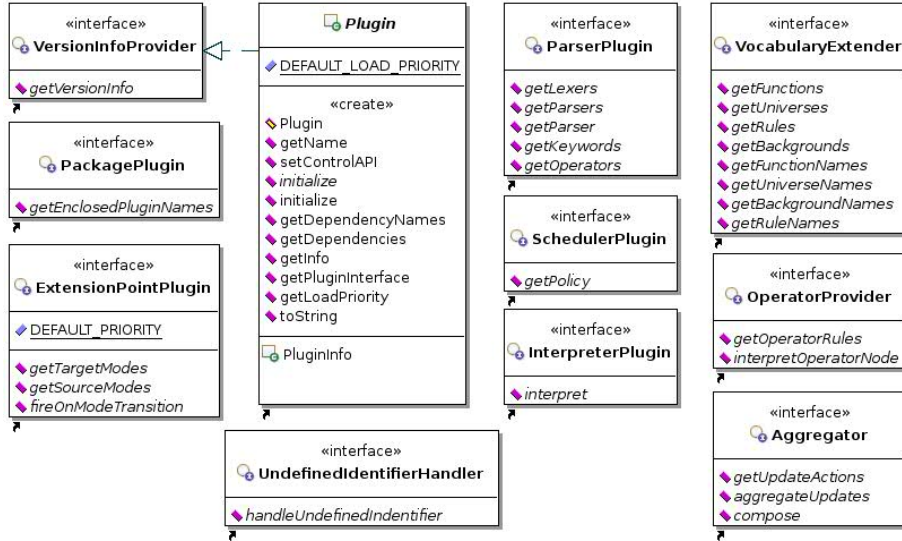 «interface»
VersionInfoProvider
getVersionInfo
«interface»
PackagePlugin
getEnclosedPluginNames
«interface»
ExtensionPointPlugin
DEFAULT_PRIORITY
getTargetModes
getSourceModes
fireOnModeTransition
Plugin
DEFAULT_LOAD_PRIORITY
«create»
Plugin
getName
setControlAPI
initialize
initialize
getDependencyNames
getDependencies
getInfo
getPluginInterface
getLoadPriority
toString
PluginInfo
«interface»
UndefinedIdentifierHandler
handleUndefinedIndentifier
«interface»
ParserPlugin
getLexers
getParsers
getParser
getKeywords
getOperators
«interface»
SchedulerPlugin
getPolicy
«interface»
InterpreterPlugin
interpret
«interface»
VocabularyExtender
getFunctions
getUniverses
getRules
getBackgrounds
getFunctionNames
getUniverseNames
getBackgroundNames
getRuleNames
«interface»
OperatorProvider
getOperatorRules
interpretOperatorNode
«interface»
Aggregator
getUpdateActions
aggregateUpdates
compose